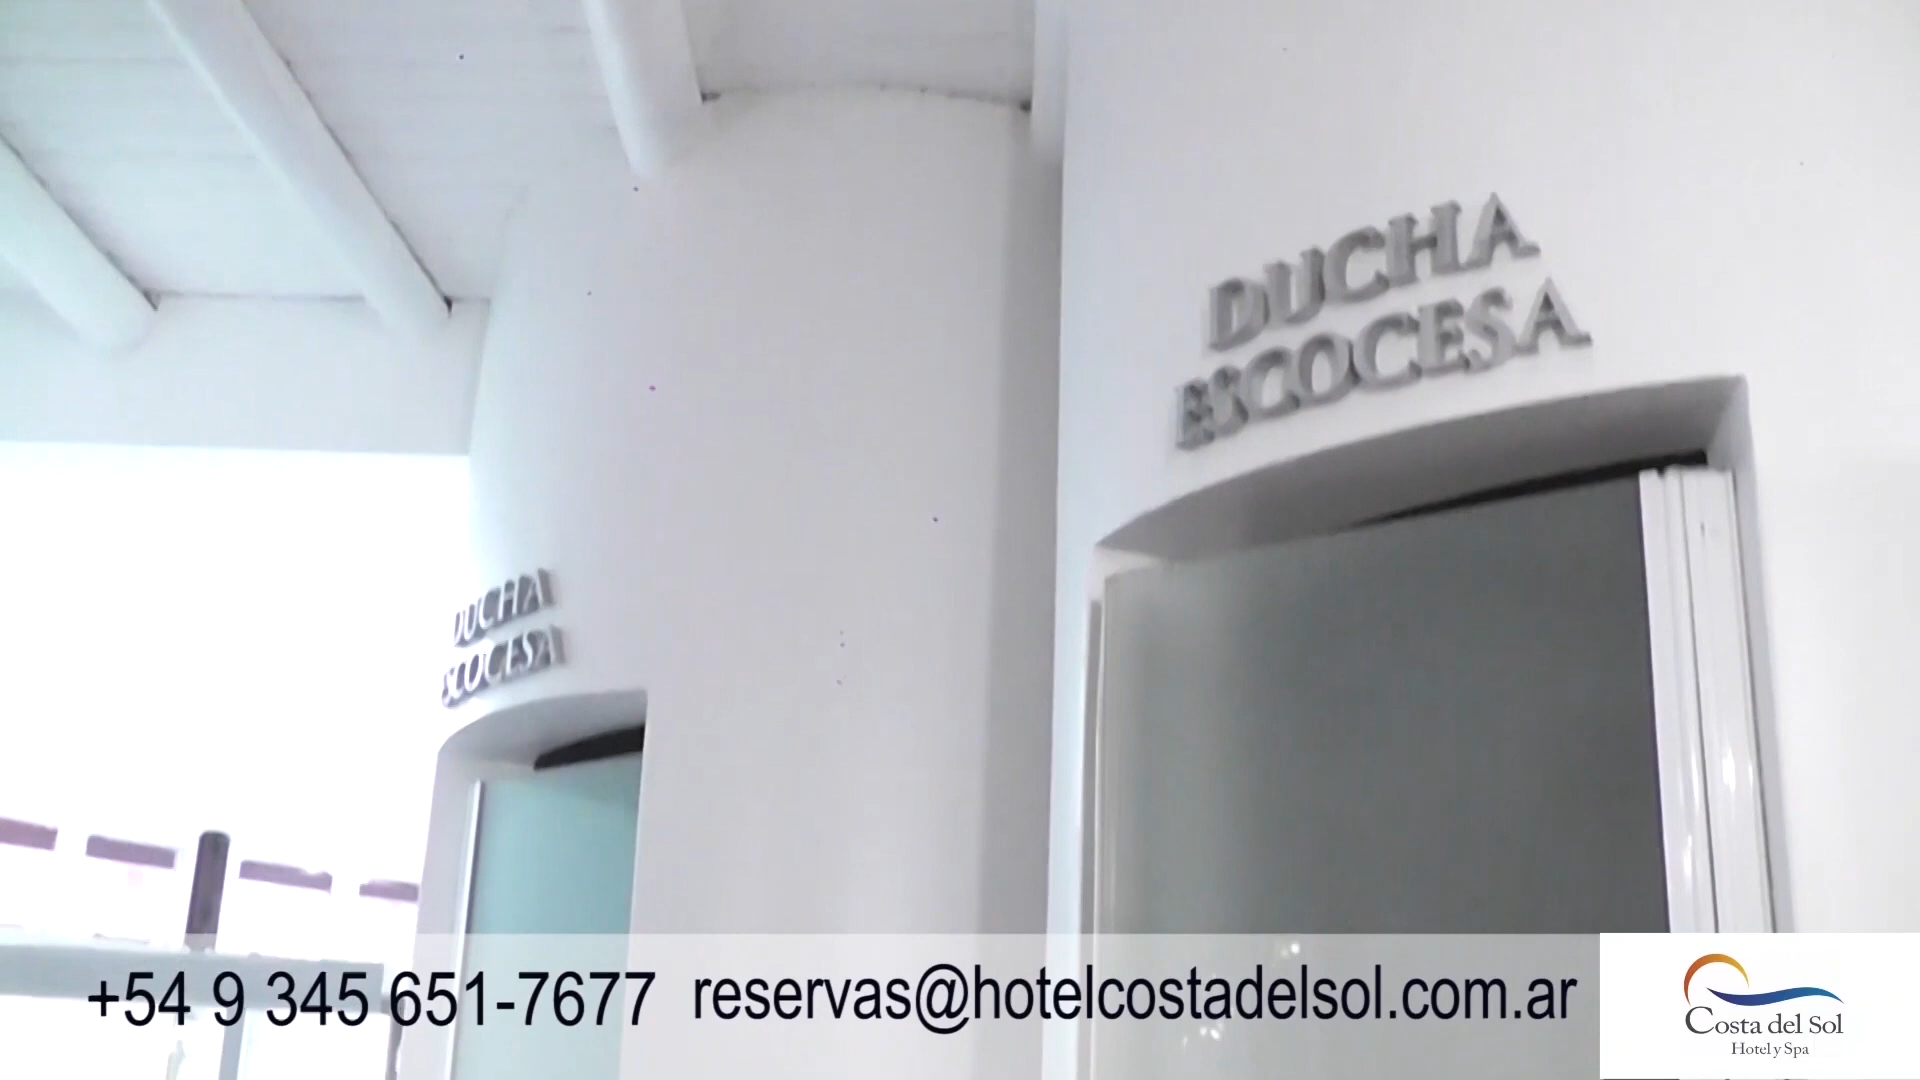 DUCHA
ESCOCESA
DUCHA
ESCOCESA
+54 9 345 651-7677 reservas@hotelcostadelsol.com.ar
Costa del Sol
Hotel y Spa